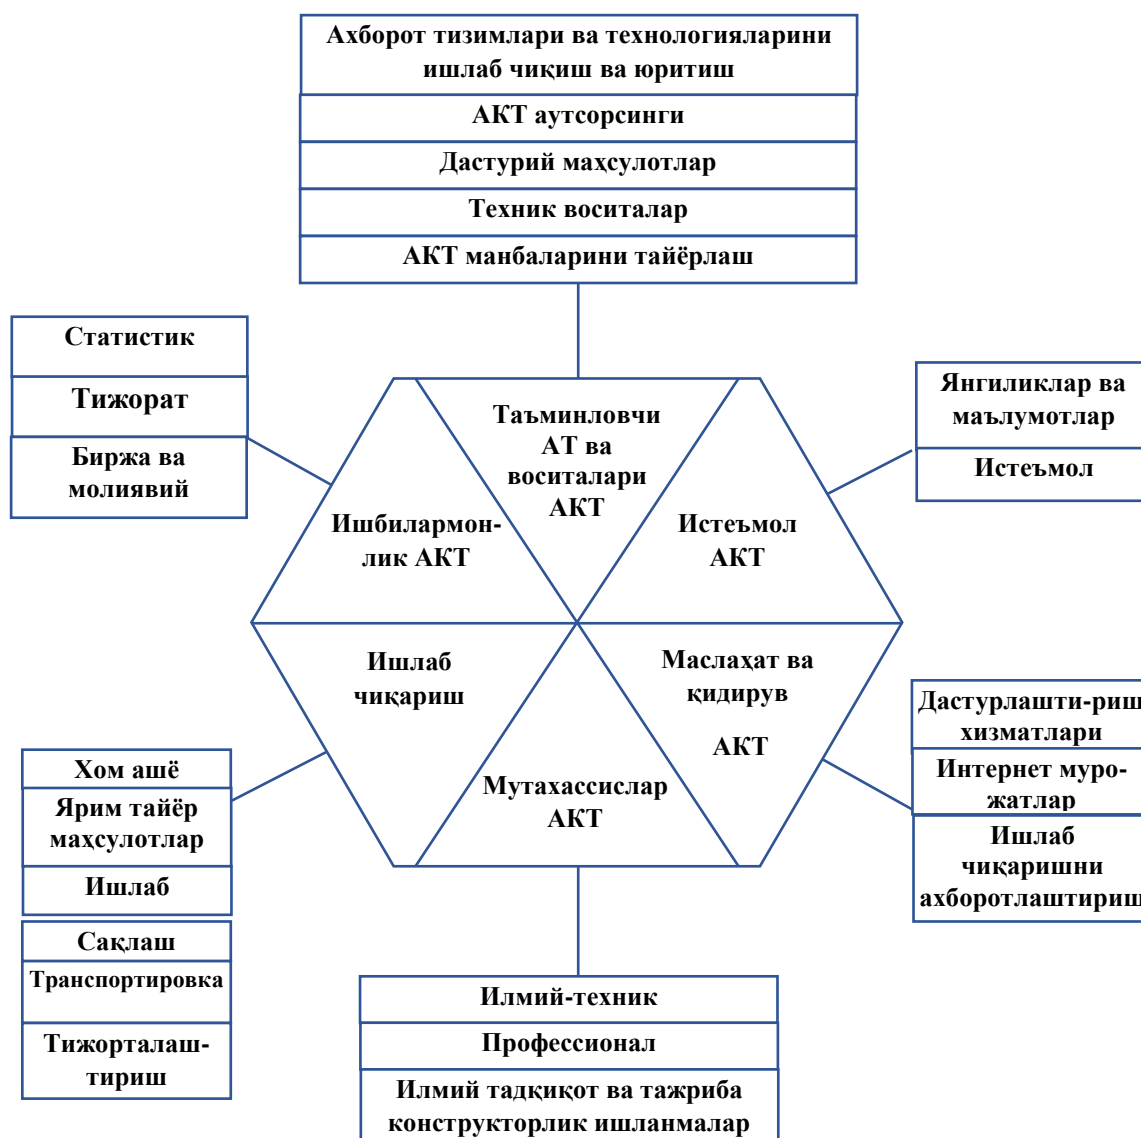 Ахборот тизимлари ва технологияларини
ишлаб чиқиш ва юритиш
АКТ аутсорсинги
Дастурий маҳсулотлар
Техник воситалар
АКТ манбаларини тайёрлаш
Статистик
Тижорат
Биржа ва
молиявий
Янгиликлар ва
маълумотлар
Истеъмол
Таъминловчи
АТ ва
воситалари
АКТ
Ишбилармон-
лик АКТ
Истеъмол
АКТ
Ишлаб
чиқариш
Маслаҳат ва
қидирув
АКТ
Мутахассислар
АКТ
Хом ашё
Ярим тайёр
маҳсулотлар
Ишлаб
Сақлаш
Транспортировка
Тижорталаш-
тириш
Дастурлашти-риш
хизматлари
Интернет муро-
жатлар
Ишлаб
чиқаришни
ахборотлаштириш
Илмий-техник
Профессионал
Илмий тадқиқот ва тажриба
конструкторлик ишланмалар